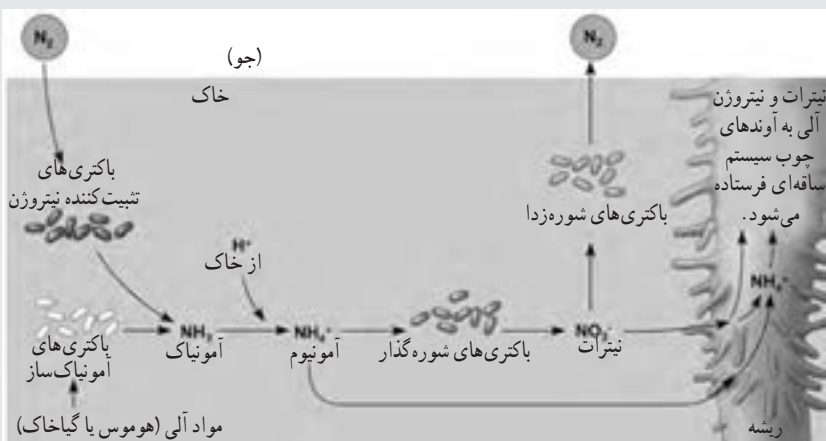 N₂
(جو)
N₂
خاک
نیترات و نیتروژن
آلی به آوندهای
چوب سیستم
ساقه‌ای فرستاده
می‌شود.
باکتری‌های
تثبیت‌کننده نیتروژن
باکتری‌های شوره‌زدا
H⁺
از خاک
NH₄⁺
NH₃
NH₄⁺
NO₃⁻
باکتری‌های
آمونیاک‌ساز
آمونیاک
آمونیوم
باکتری‌های شوره‌گذار
نیترات
مواد آلی (هوموس یا گیاخاک)
ریشه